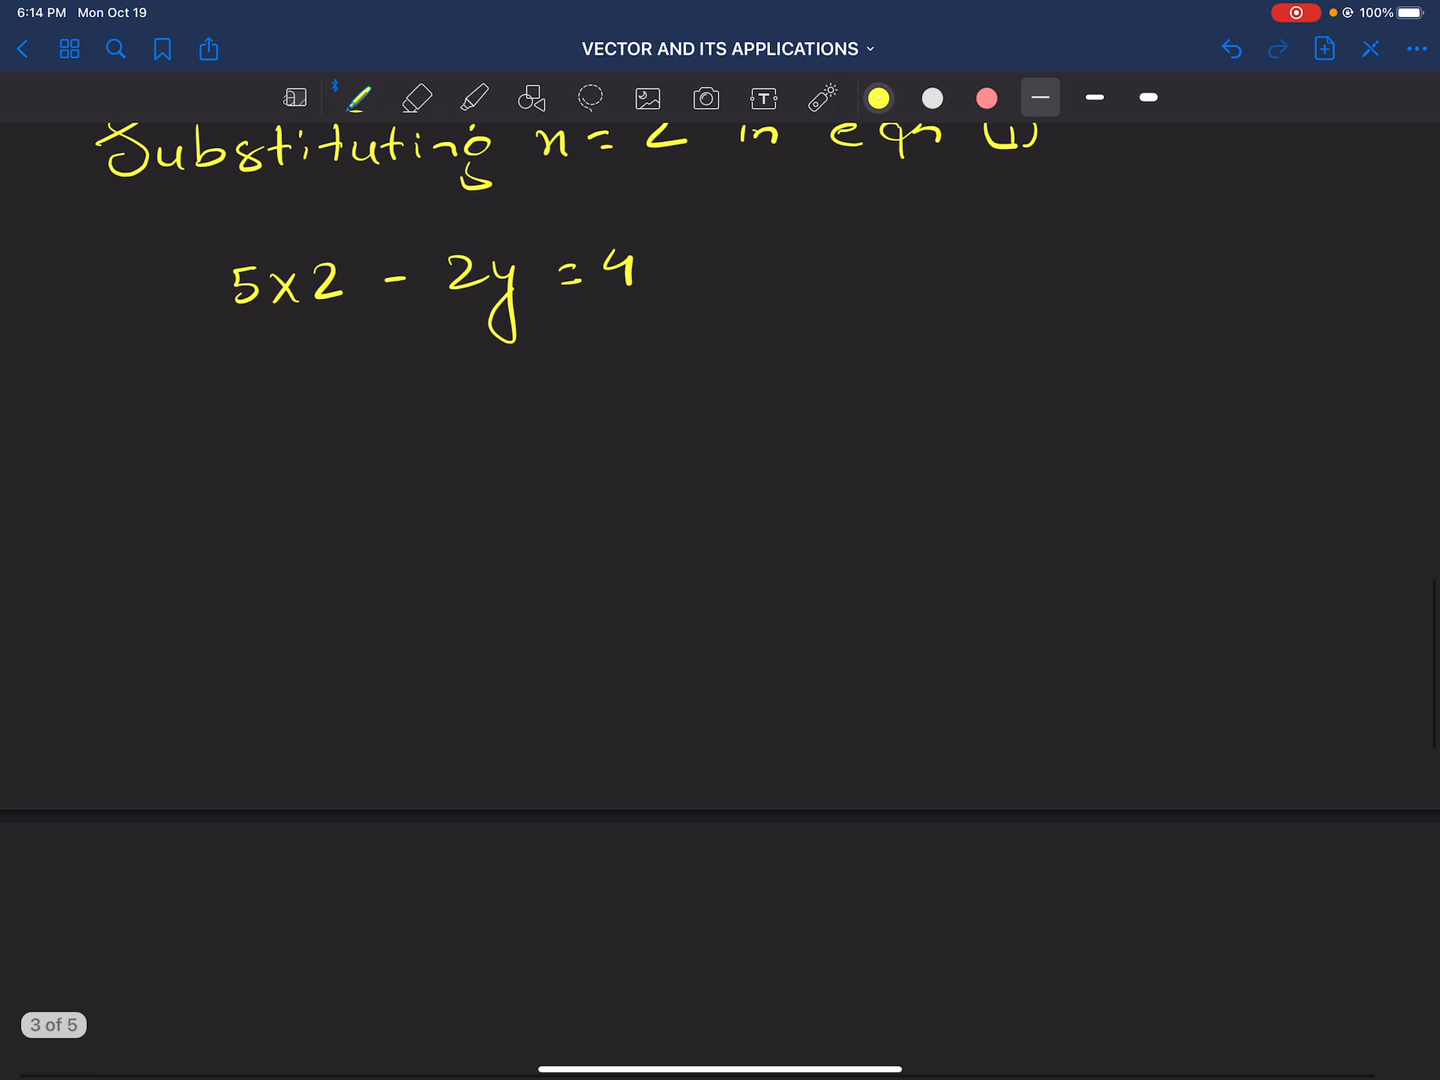 6:14 PM Mon Oct 19
100%
VECTOR AND ITS APPLICATIONS
T
Substituting x = 2 in eqn (1)
5x2 - 2y = 4
3 of 5